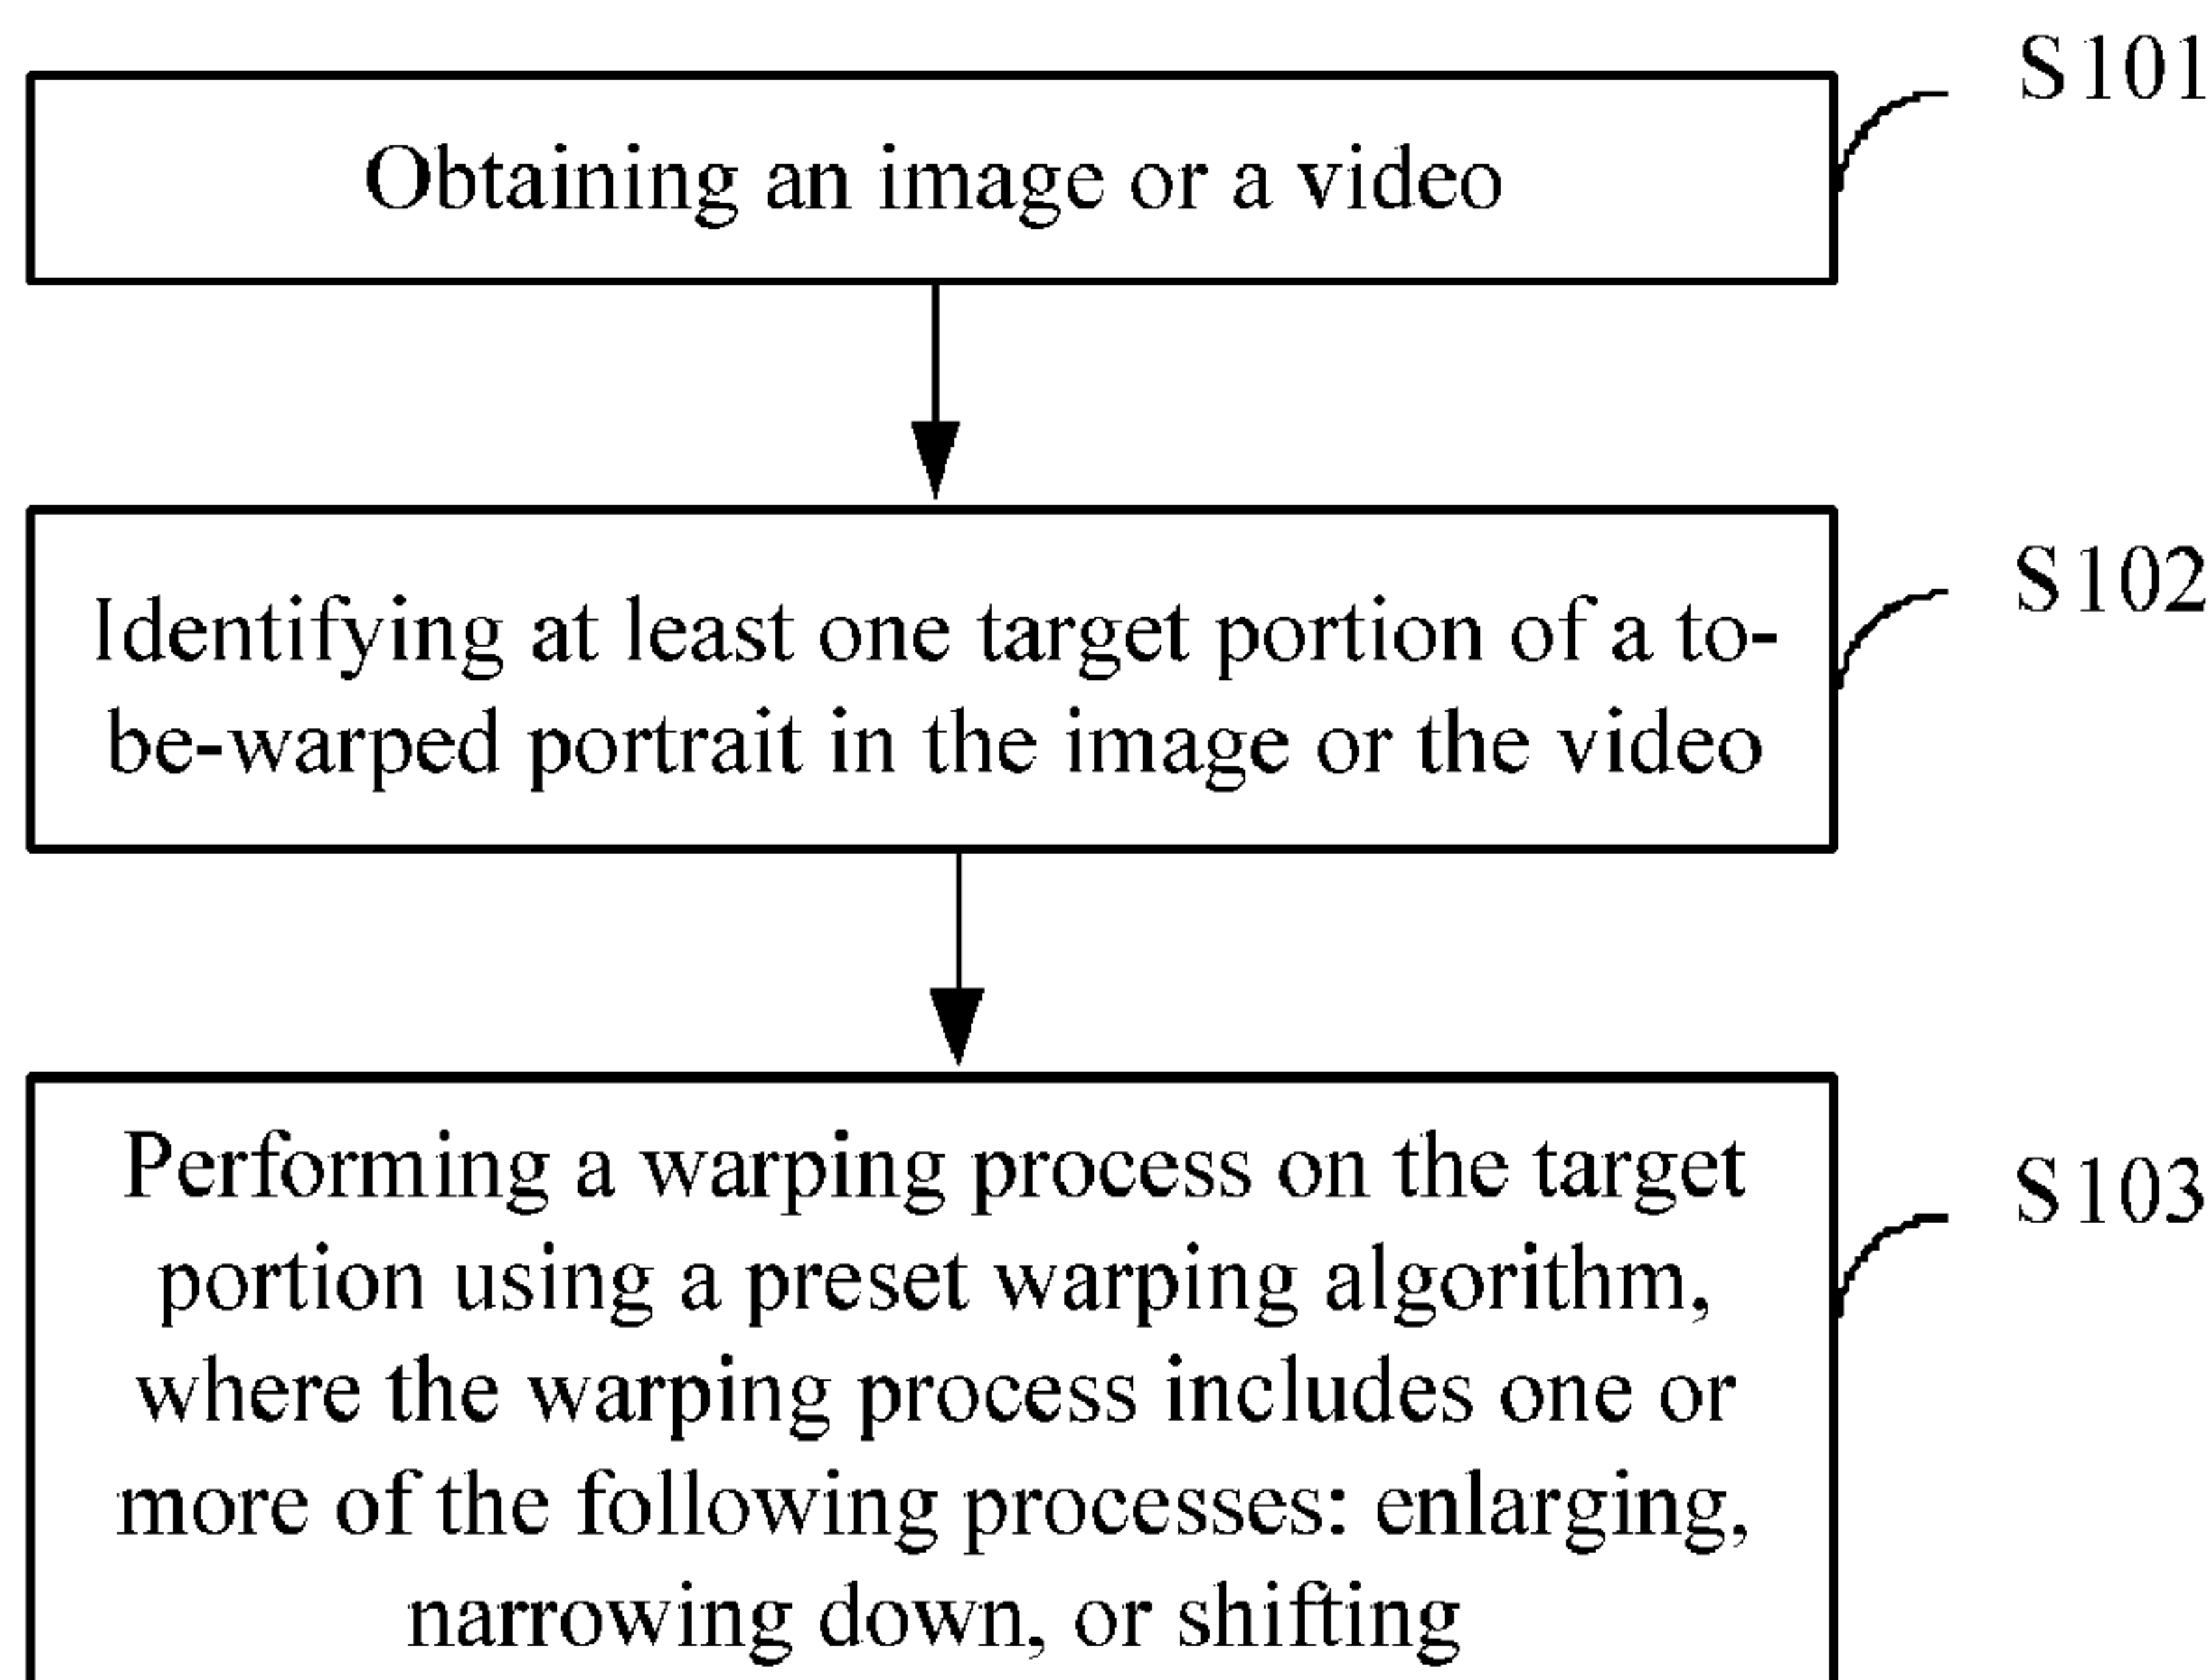 S101
Obtaining an image or a video
S102
Identifying at least one target portion of a to-
be-warped portrait in the image or the video
S103
Performing a warping process on the target
portion using a preset warping algorithm,
where the warping process includes one or
more of the following processes: enlarging,
narrowing down, or shifting